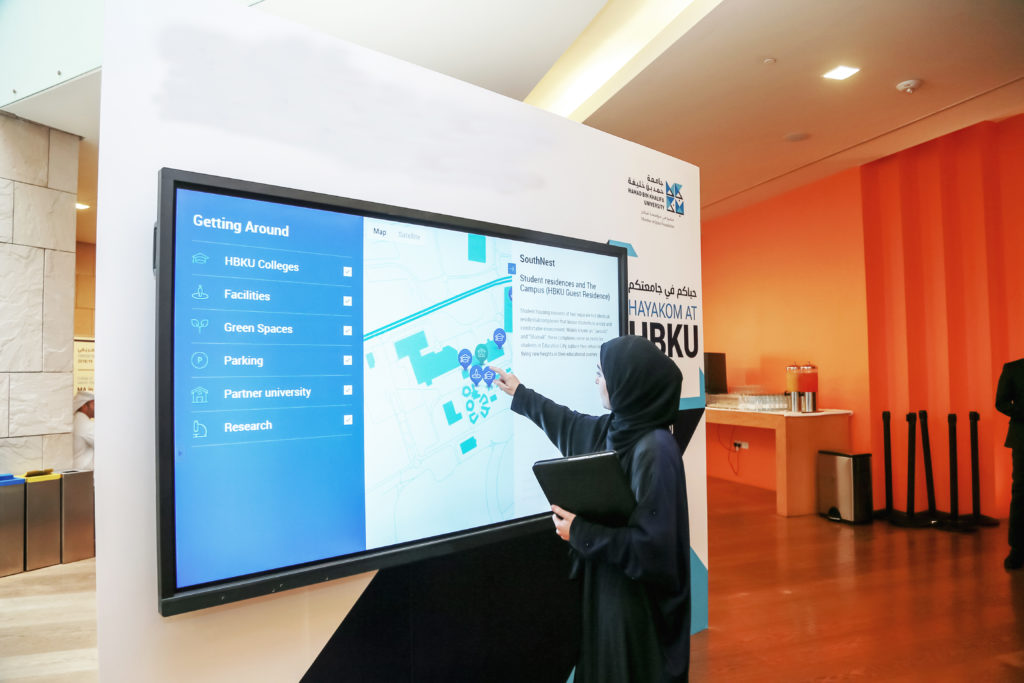 Getting Around
HBKU Colleges
Facilities
Green Spaces
Parking
Partner university
Research
Map
Satellite
SouthNest
Student residences and The
Campus (HBKU Guest Residence)
جامعة
حمد بن خليفة
HAMAD BIN KHALIFA
UNIVERSITY
حياكم في جامعتكم
HAYAKOM AT
HBKU